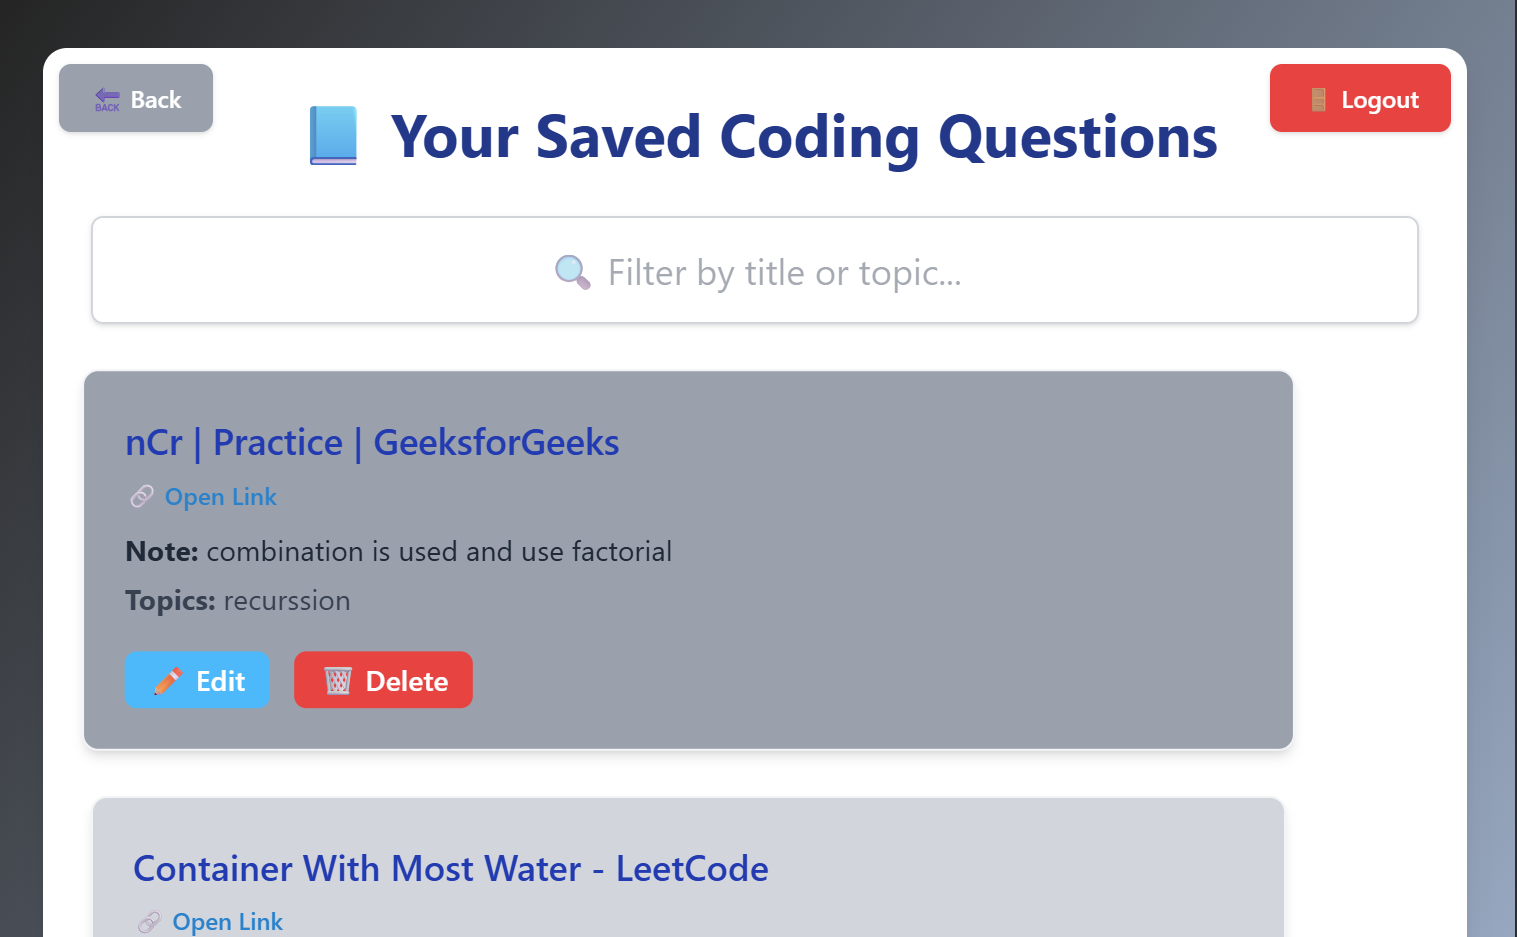 BACK Back
Logout
Your Saved Coding Questions
Filter by title or topic...
nCr | Practice | GeeksforGeeks
Open Link
Note: combination is used and use factorial
Topics: recurssion
Edit
Delete
Container With Most Water - LeetCode
Open Link